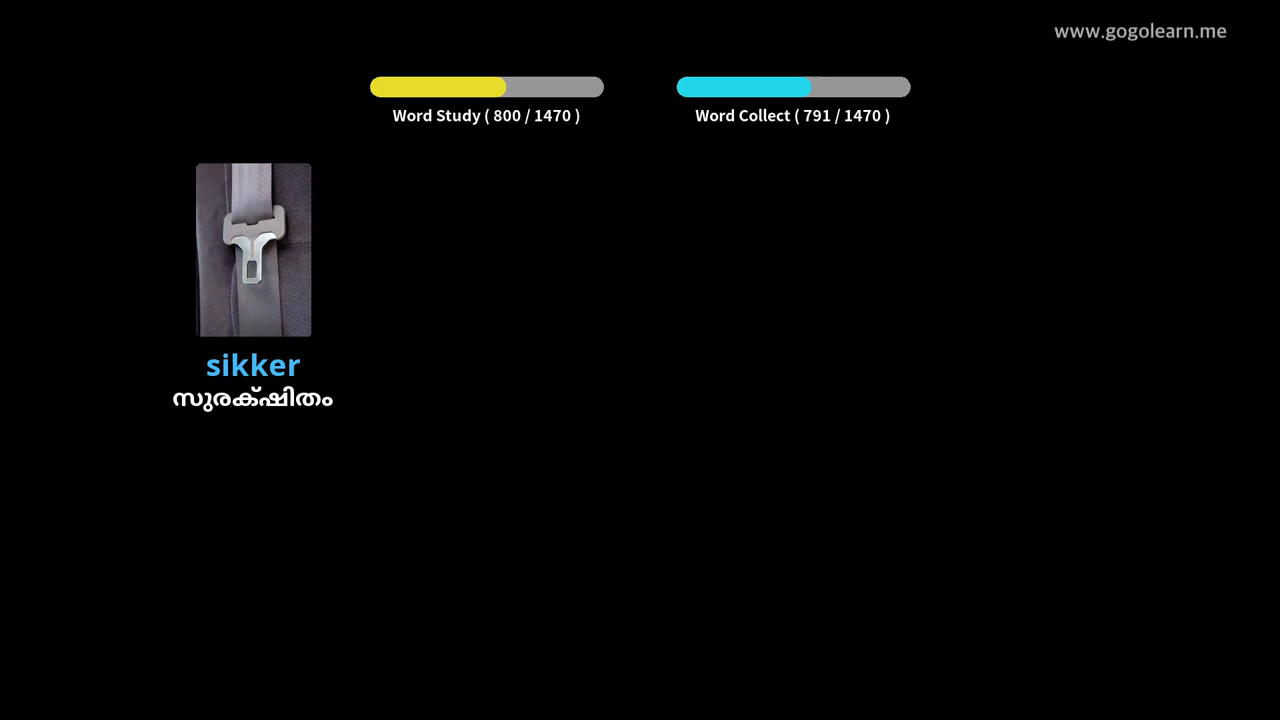 www.gogolearn.me
Word Study ( 800 / 1470 )
Word Collect ( 791 / 1470 )
sikker
സുരക്ഷിതം